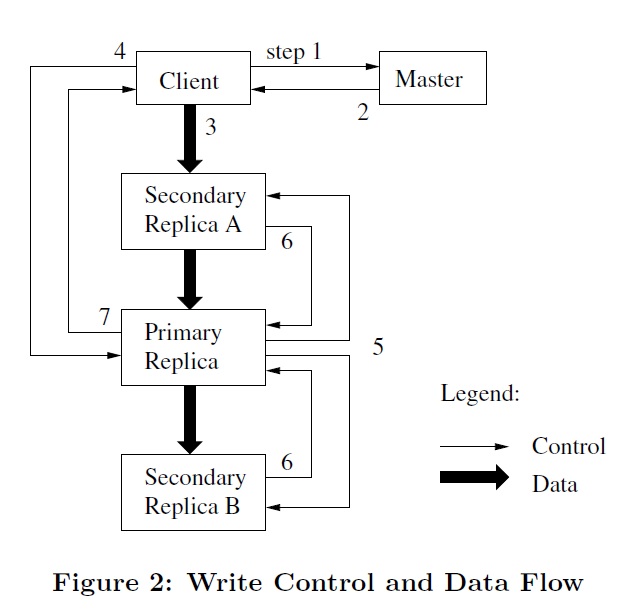 4
step 1
Client
Master
2
3
Secondary
Replica A
6
7
Primary
Replica
5
Legend:
Control
Secondary
Replica B
6
Data
Figure 2: Write Control and Data Flow